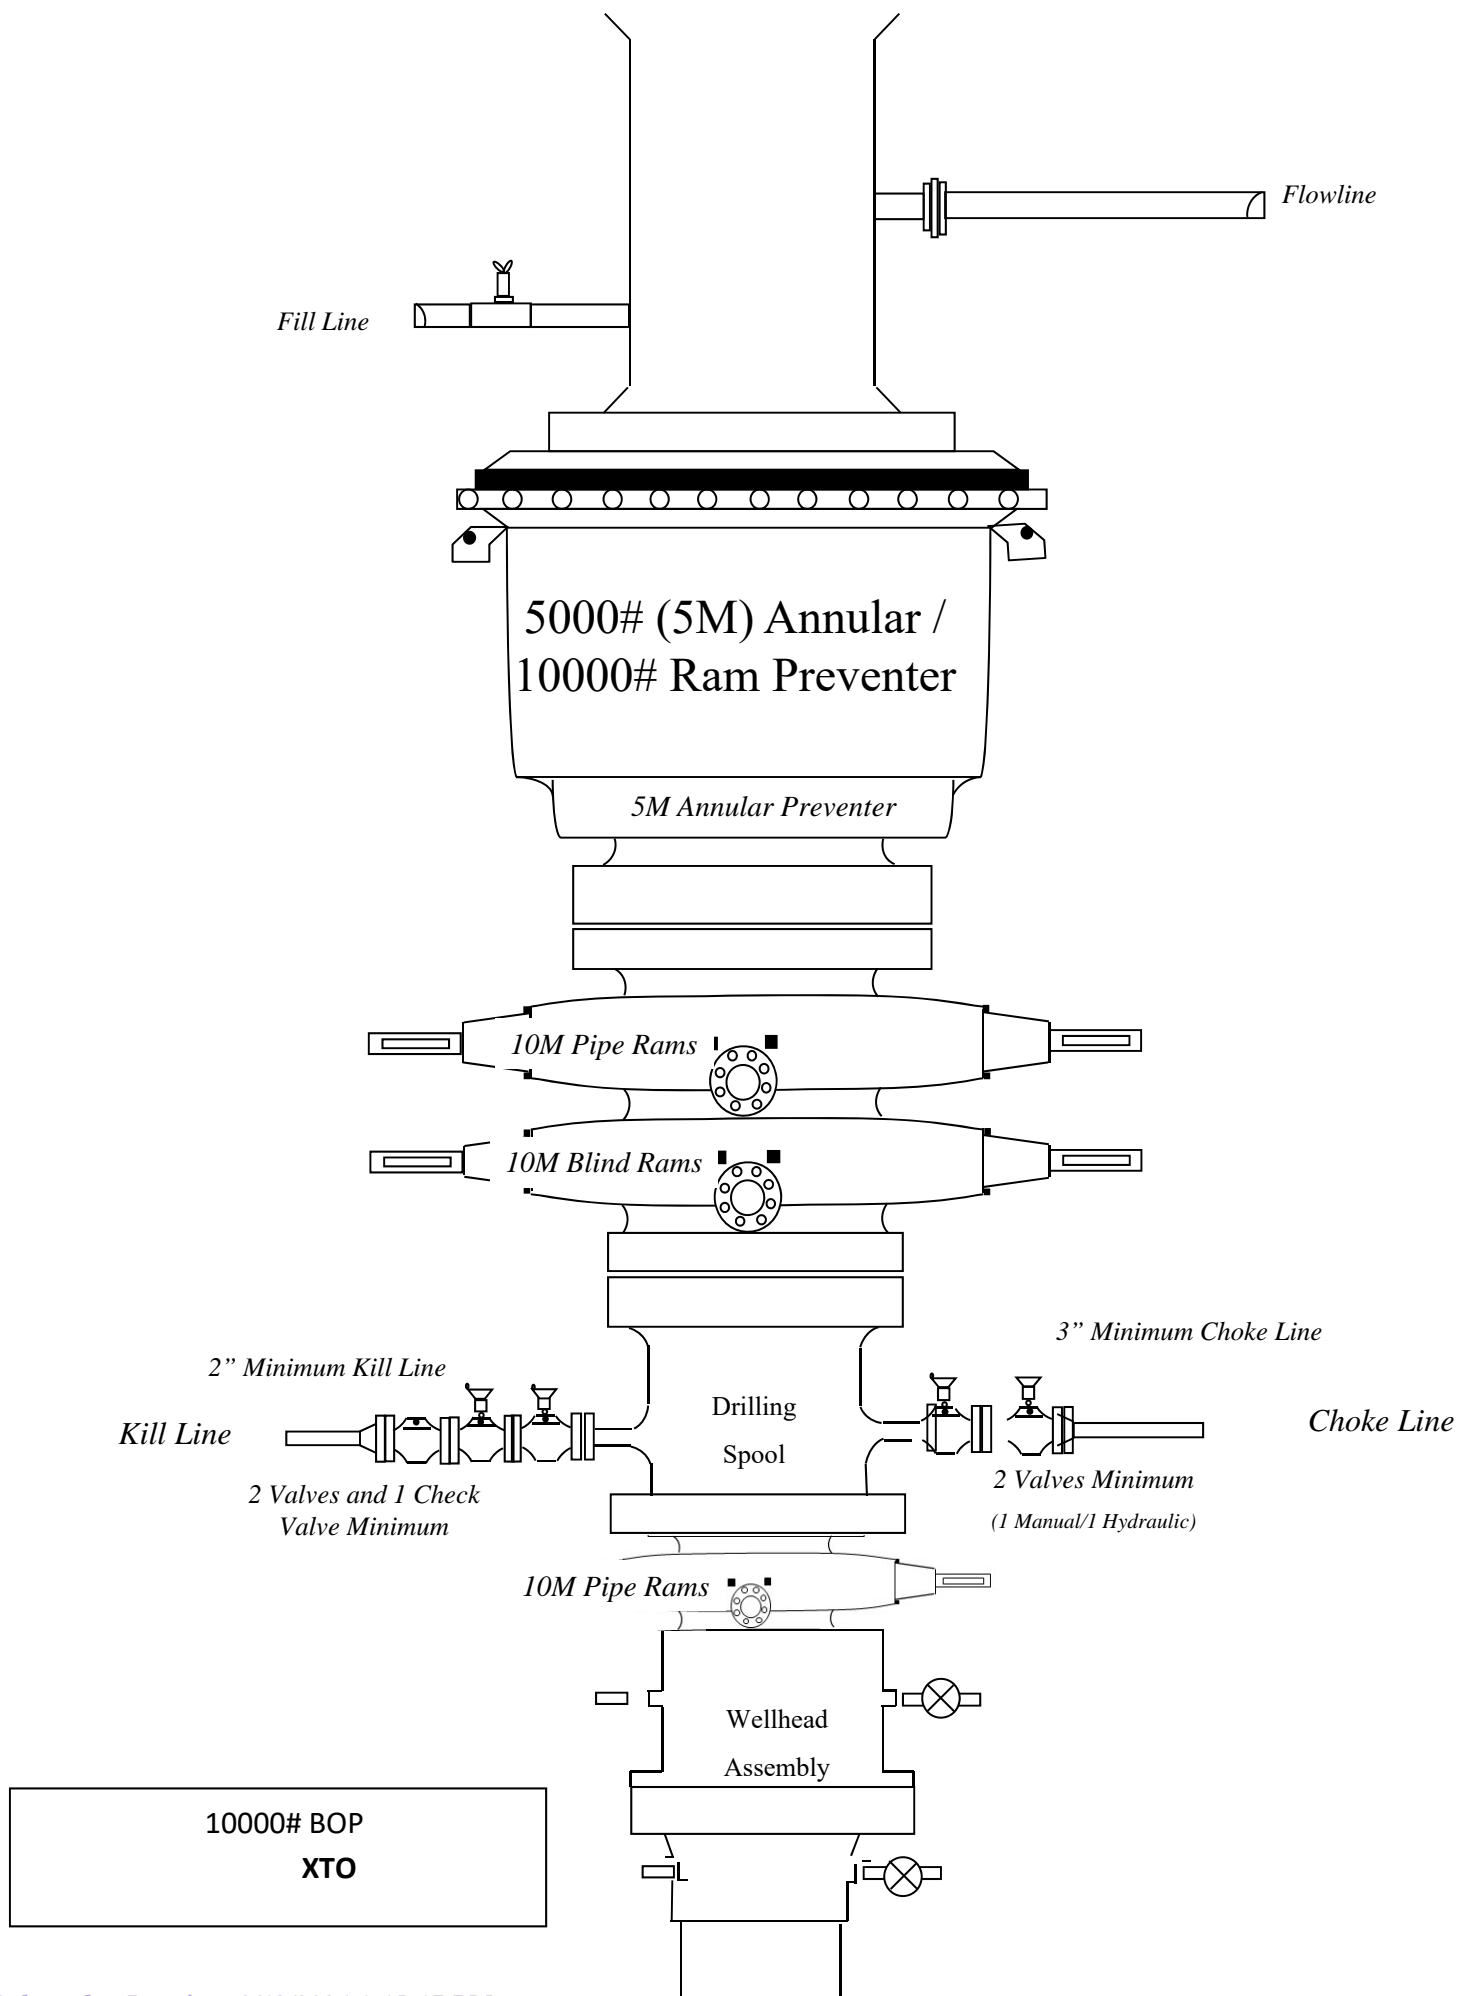 Flowline
Fill Line
5000# (5M) Annular /
10000# Ram Preventer
5M Annular Preventer
10M Pipe Rams
10M Blind Rams
3” Minimum Choke Line
2” Minimum Kill Line
Drilling
Spool
Kill Line
Choke Line
2 Valves and 1 Check
Valve Minimum
2 Valves Minimum
(1 Manual/1 Hydraulic)
10M Pipe Rams
Wellhead
Assembly
10000# BOP
XTO